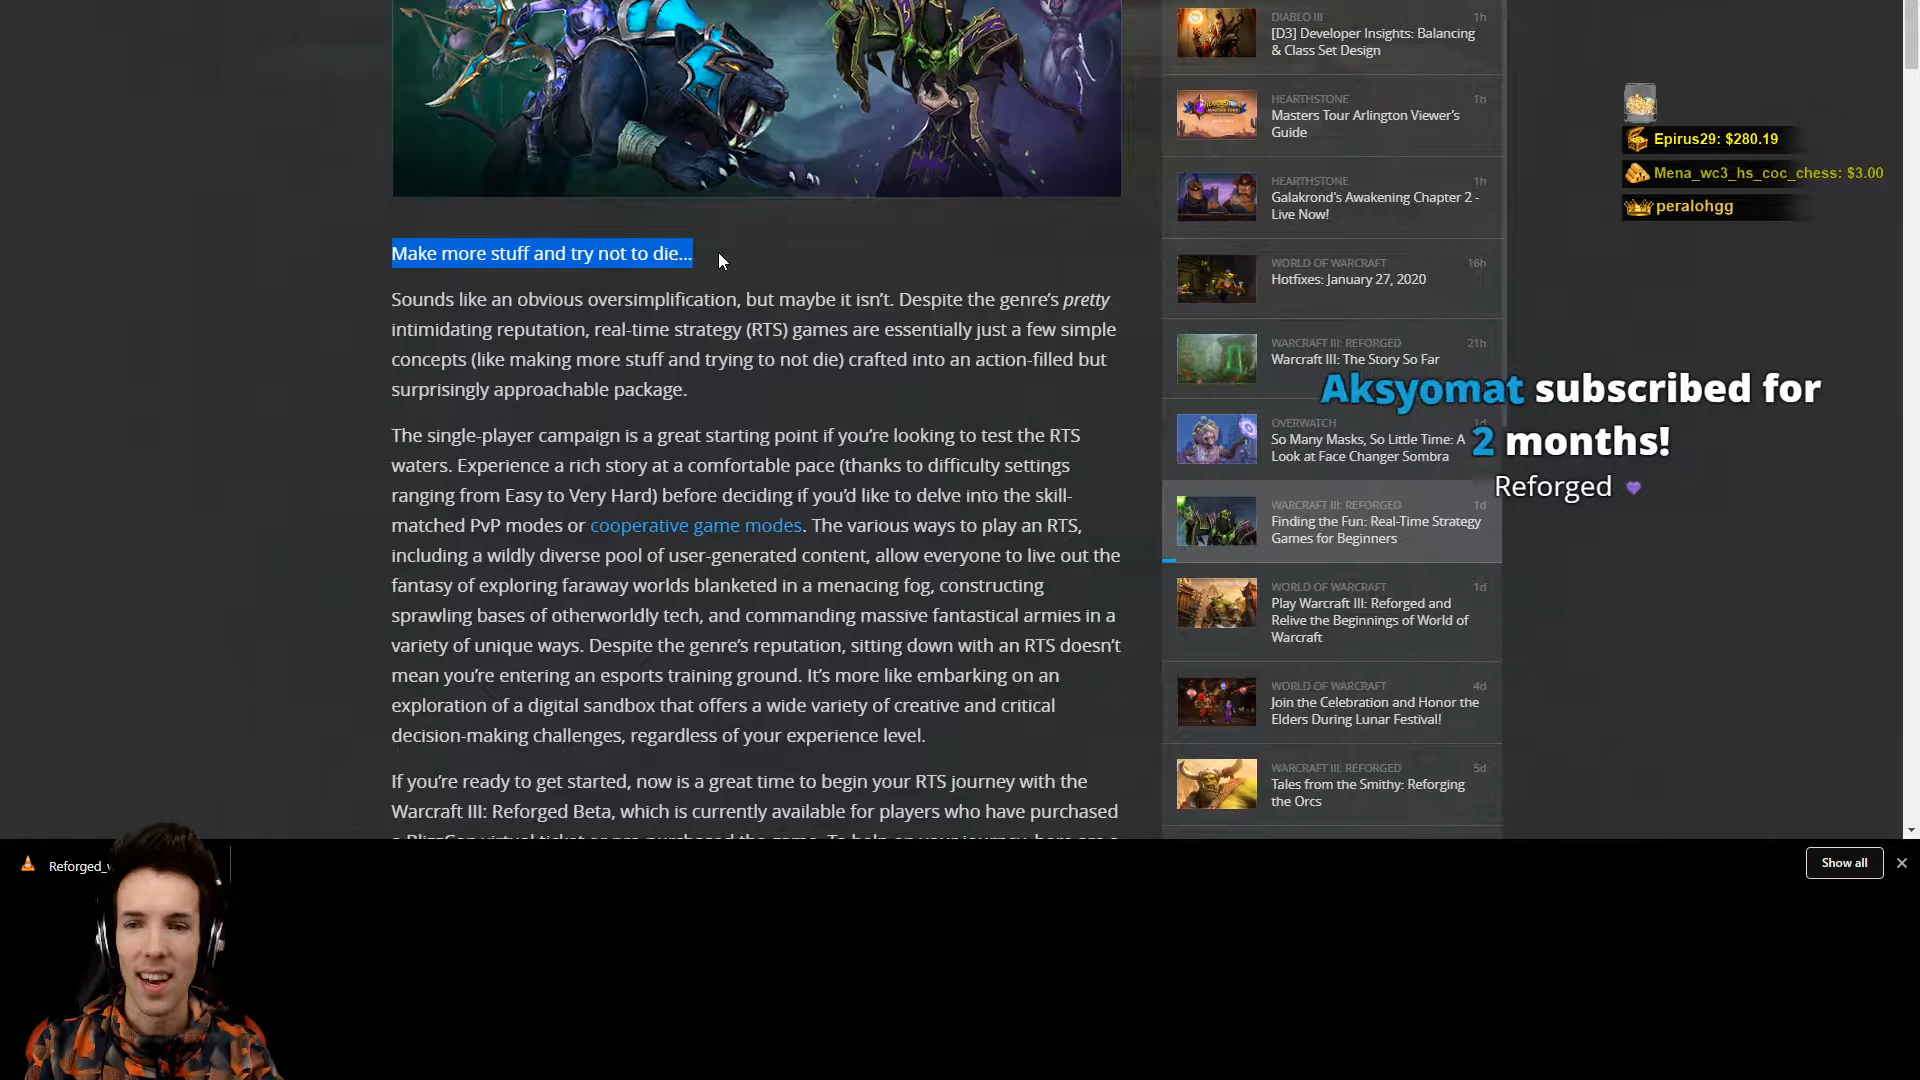 Make more stuff and try not to die...
Sounds like an obvious oversimplification, but maybe it isn't. Despite the genre's pretty
intimidating reputation, real-time strategy (RTS) games are essentially just a few simple
concepts (like making more stuff and trying to not die) crafted into an action-filled but
surprisingly approachable package.
The single-player campaign is a great starting point if you're looking to test the RTS
waters. Experience a rich story at a comfortable pace (thanks to difficulty settings
ranging from Easy to Very Hard) before deciding if you'd like to delve into the skill-
matched PvP modes or cooperative game modes. The various ways to play an RTS,
including a wildly diverse pool of user-generated content, allow everyone to live out the
fantasy of exploring faraway worlds blanketed in a menacing fog, constructing
sprawling bases of otherworldly tech, and commanding massive fantastical armies in a
variety of unique ways. Despite the genre's reputation, sitting down with an RTS doesn't
mean you're entering an esports training ground. It's more like embarking on an
exploration of a digital sandbox that offers a wide variety of creative and critical
decision-making challenges, regardless of your experience level.
If you're ready to get started, now is a great time to begin your RTS journey with the
Warcraft III: Reforged Beta, which is currently available for players who have purchased
DIABLO III 1h
[D3] Developer Insights: Balancing
& Class Set Design
HEARTHSTONE 1h
Masters Tour Arlington Viewer's
Guide
HEARTHSTONE 1h
Galakrond's Awakening Chapter 2 -
Live Now!
WORLD OF WARCRAFT 16h
Hotfixes: January 27, 2020
WARCRAFT III: REFORGED 21h
Warcraft III: The Story So Far
OVERWATCH 1d
So Many Masks, So Little Time: A
Look at Face Changer Sombra
WARCRAFT III: REFORGED 1d
Finding the Fun: Real-Time Strategy
Games for Beginners
WORLD OF WARCRAFT 1d
Play Warcraft III: Reforged and
Relive the Beginnings of World of
Warcraft
WORLD OF WARCRAFT 4d
Join the Celebration and Honor the
Elders During Lunar Festival!
WARCRAFT III: REFORGED 5d
Tales from the Smithy: Reforging
the Orcs
Epirus29: $280.19
Mena_wc3_hs_coc_chess: $3.00
peralohgg
Aksyomat subscribed for
2 months!
Reforged
Reforged_
Show all